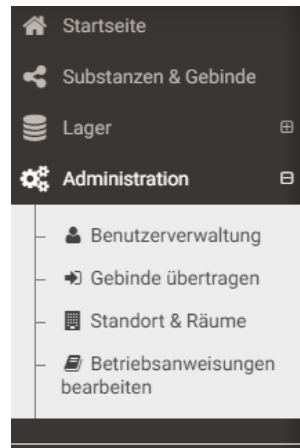 Startseite
Substanzen & Gebinde
Lager
Administration
Benutzerverwaltung
Gebinde übertragen
Standort & Räume
Betriebsanweisungen
bearbeiten